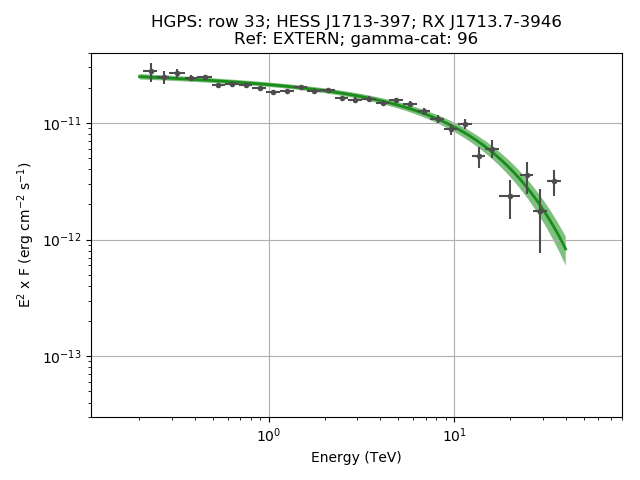 HGPS: row 33; HESS J1713-397; RX J1713.7-3946
Ref: EXTERN; gamma-cat: 96
E² x F (erg cm⁻² s⁻¹)
10⁻¹¹
10⁻¹²
10⁻¹³
10⁰ 10¹
Energy (TeV)